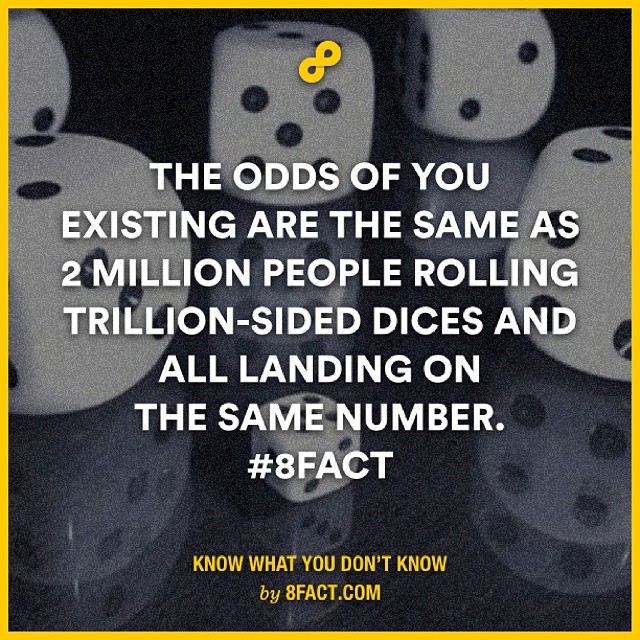 THE ODDS OF YOU
EXISTING ARE THE SAME AS
2 MILLION PEOPLE ROLLING
TRILLION-SIDED DICES AND
ALL LANDING ON
THE SAME NUMBER.
#8FACT
KNOW WHAT YOU DON'T KNOW
by 8FACT.COM